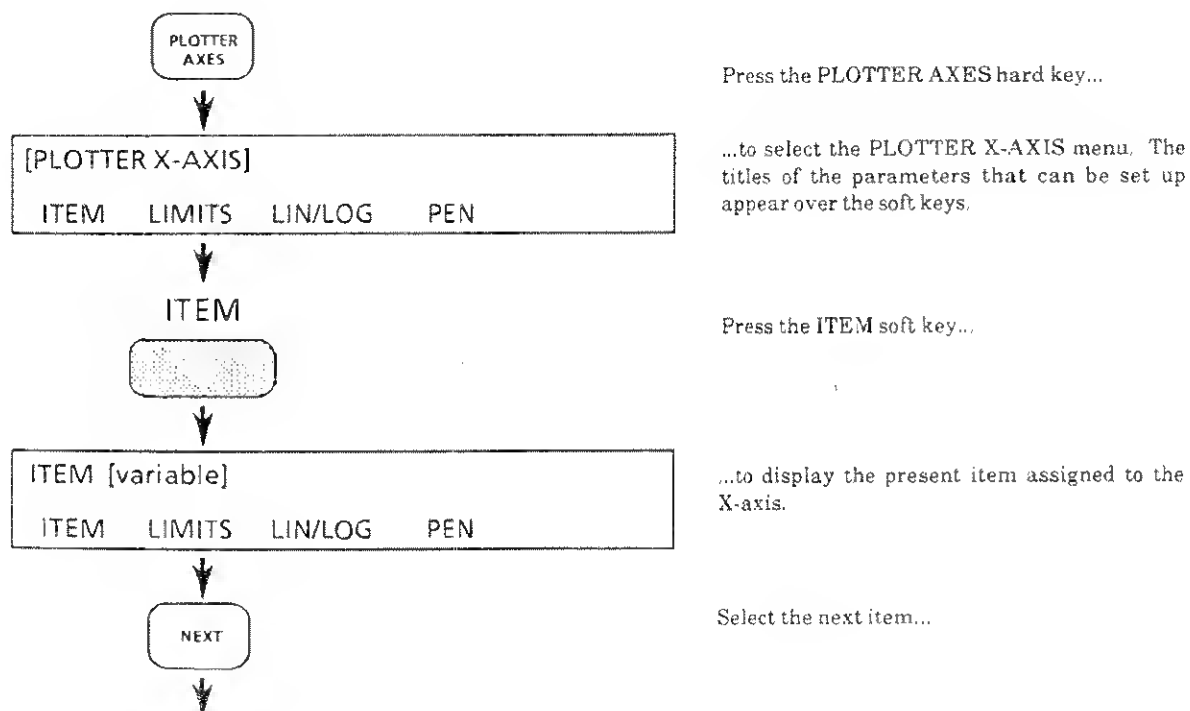 PLOTTER
AXES
Press the PLOTTER AXES hard key...
[PLOTTER X-AXIS]
ITEM LIMITS LIN/LOG PEN
...to select the PLOTTER X-AXIS menu. The
titles of the parameters that can be set up
appear over the soft keys.
ITEM
Press the ITEM soft key...
ITEM [variable]
ITEM LIMITS LIN/LOG PEN
...to display the present item assigned to the
X-axis.
NEXT
Select the next item...